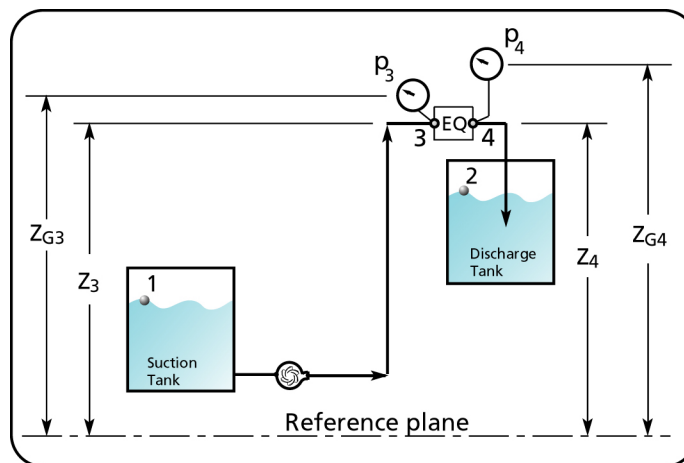 p4
p3
EQ
3
4
2
ZG3
Z3
Discharge
Tank
Z4
ZG4
1
Suction
Tank
Reference plane